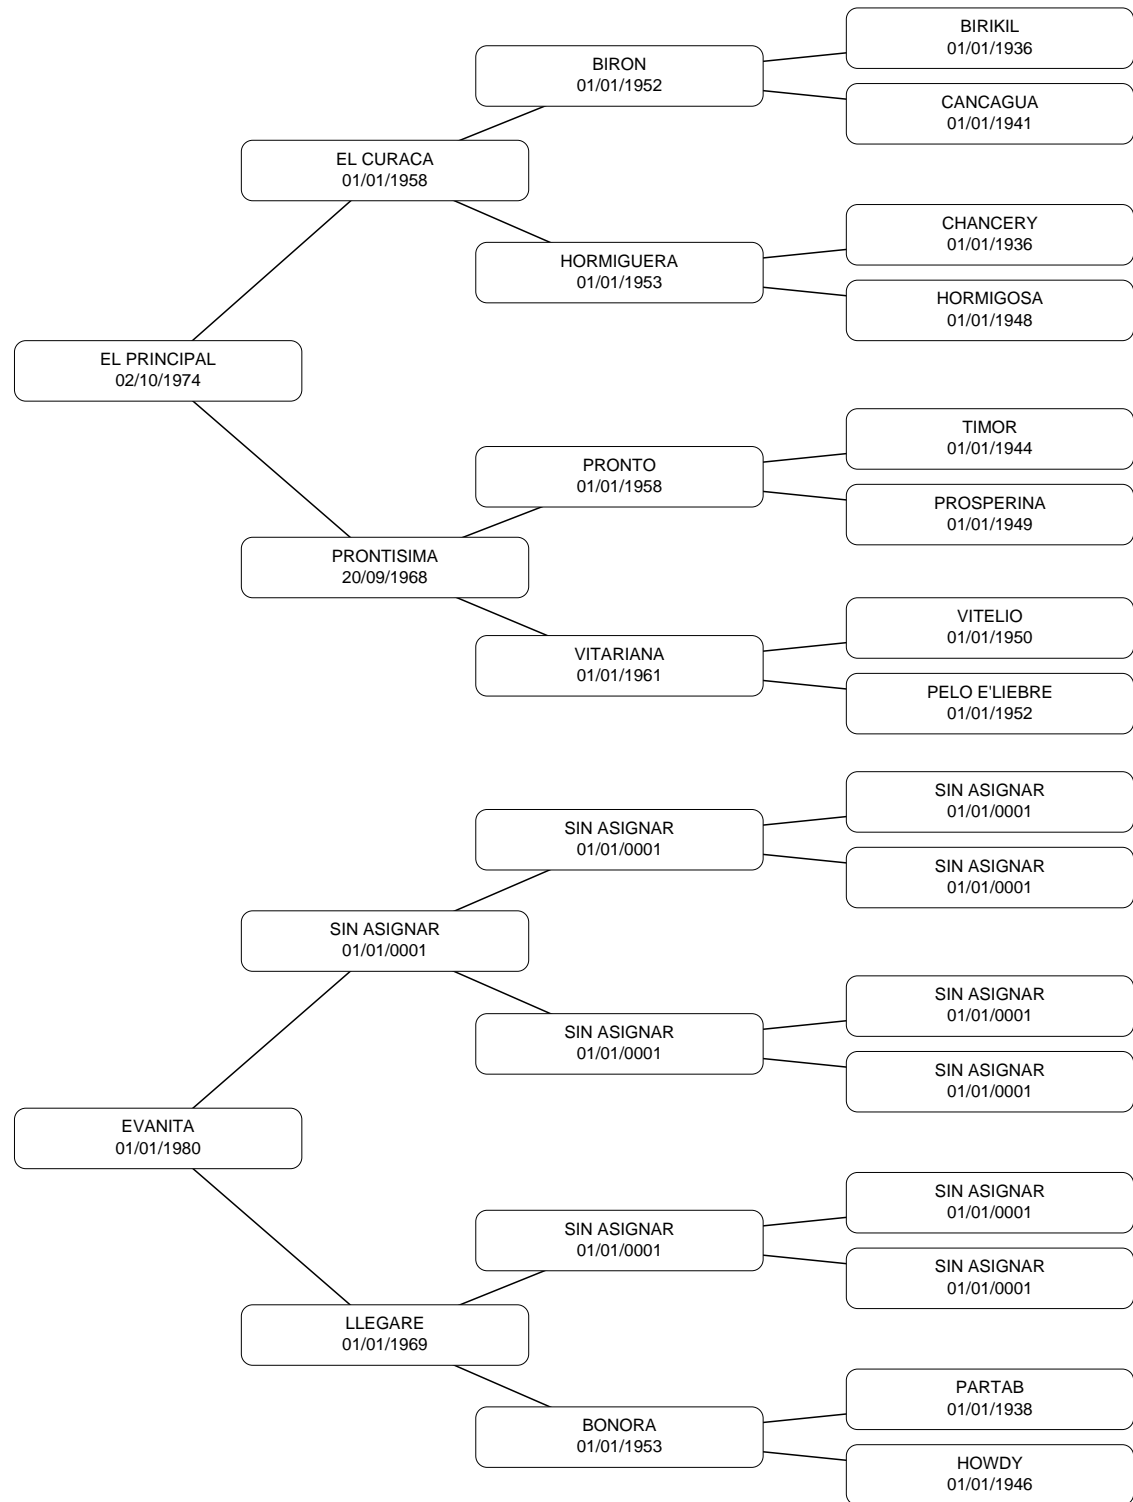 BIRIKIL
01/01/1936
BIRON
01/01/1952
CANCAGUA
01/01/1941
EL CURACA
01/01/1958
CHANCERY
01/01/1936
HORMIGUERA
01/01/1953
HORMIGOSA
01/01/1948
EL PRINCIPAL
02/10/1974
TIMOR
01/01/1944
PRONTO
01/01/1958
PROSPERINA
01/01/1949
PRONTISIMA
20/09/1968
VITELIO
01/01/1950
VITARIANA
01/01/1961
PELO E'LIEBRE
01/01/1952
SIN ASIGNAR
01/01/0001
SIN ASIGNAR
01/01/0001
SIN ASIGNAR
01/01/0001
SIN ASIGNAR
01/01/0001
SIN ASIGNAR
01/01/0001
SIN ASIGNAR
01/01/0001
SIN ASIGNAR
01/01/0001
EVANITA
01/01/1980
SIN ASIGNAR
01/01/0001
SIN ASIGNAR
01/01/0001
SIN ASIGNAR
01/01/0001
LLEGARE
01/01/1969
PARTAB
01/01/1938
BONORA
01/01/1953
HOWDY
01/01/1946